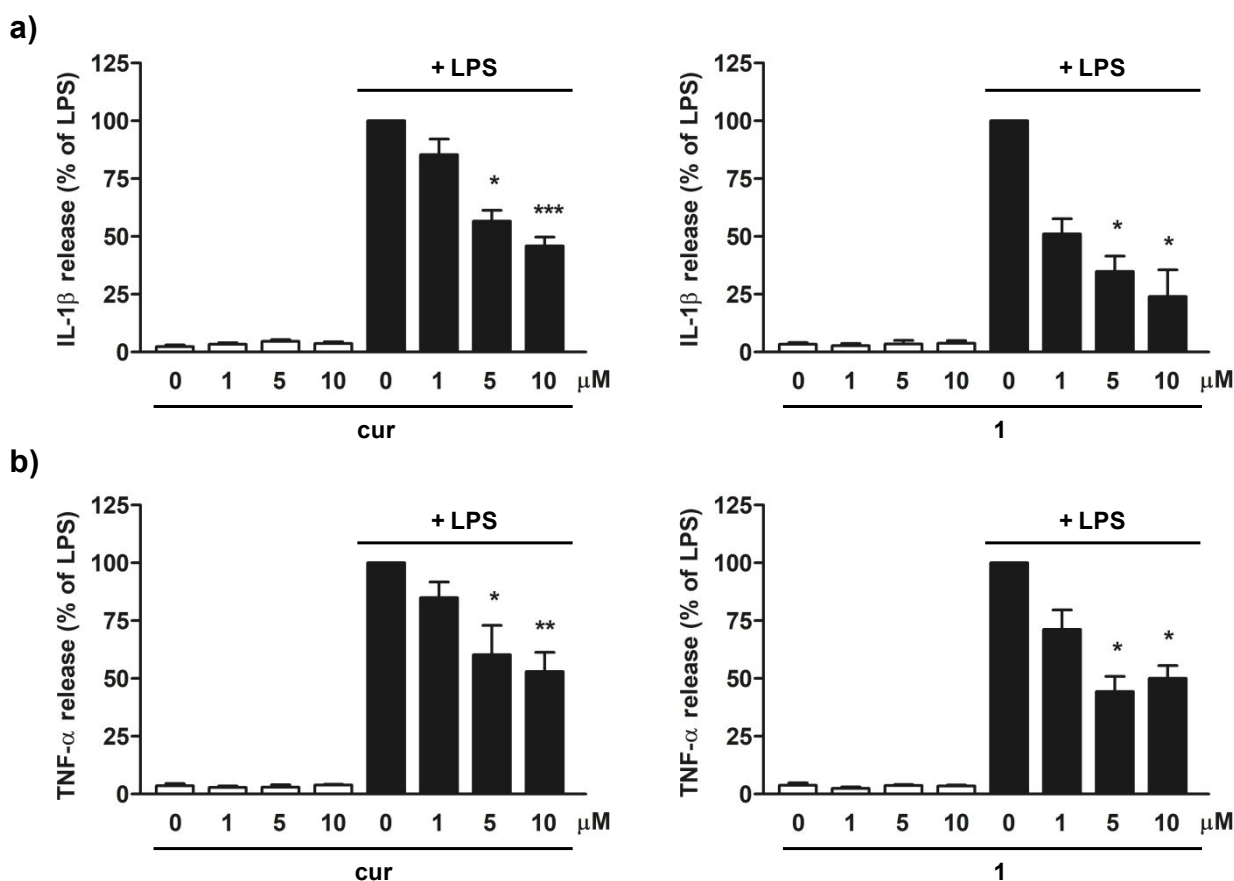 a)
IL-1β release (% of LPS)
125
100
75
50
25
0
+ LPS
*
***
0 1 5 10 0 1 5 10 μM
cur
IL-1β release (% of LPS)
125
100
75
50
25
0
+ LPS
*
*
0 1 5 10 0 1 5 10 μM
1
b)
TNF-α release (% of LPS)
125
100
75
50
25
0
+ LPS
*
**
0 1 5 10 0 1 5 10 μM
cur
TNF-α release (% of LPS)
125
100
75
50
25
0
+ LPS
*
*
0 1 5 10 0 1 5 10 μM
1